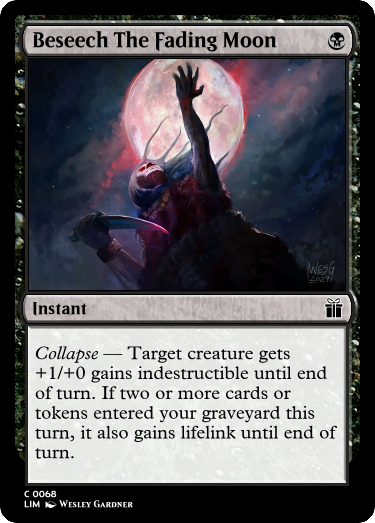 Beseech The Fading Moon
WESG
2024
Instant
Collapse — Target creature gets
+1/+0 gains indestructible until end
of turn. If two or more cards or
tokens entered your graveyard this
turn, it also gains lifelink until end of
turn.
C 0068
LIM Wesley Gardner